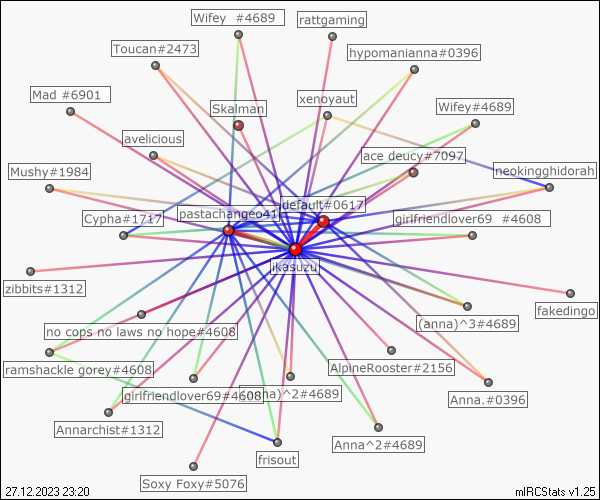 Wifey  #4689
rattgaming
Toucan#2473
hypomanianna#0396
Mad #6901
Skalman
xenoyaut
Wifey#4689
avelicious
ace deucy#7097
Mushy#1984
neokingghidorah
default#0617
pastachangeo41
Cypha#1717
girlfriendlover69  #4608
ikasuzu
zibbits#1312
fakedingo
no cops no laws no hope#4608
(anna)^3#4689
ramshackle gorey#4608
AlpineRooster#2156
girlfriendlover69#4608
(anna)^2#4689
Anna.#0396
Annarchist#1312
Anna^2#4689
frisout
Soxy Foxy#5076
27.12.2023 23:20
mIRCStats v1.25